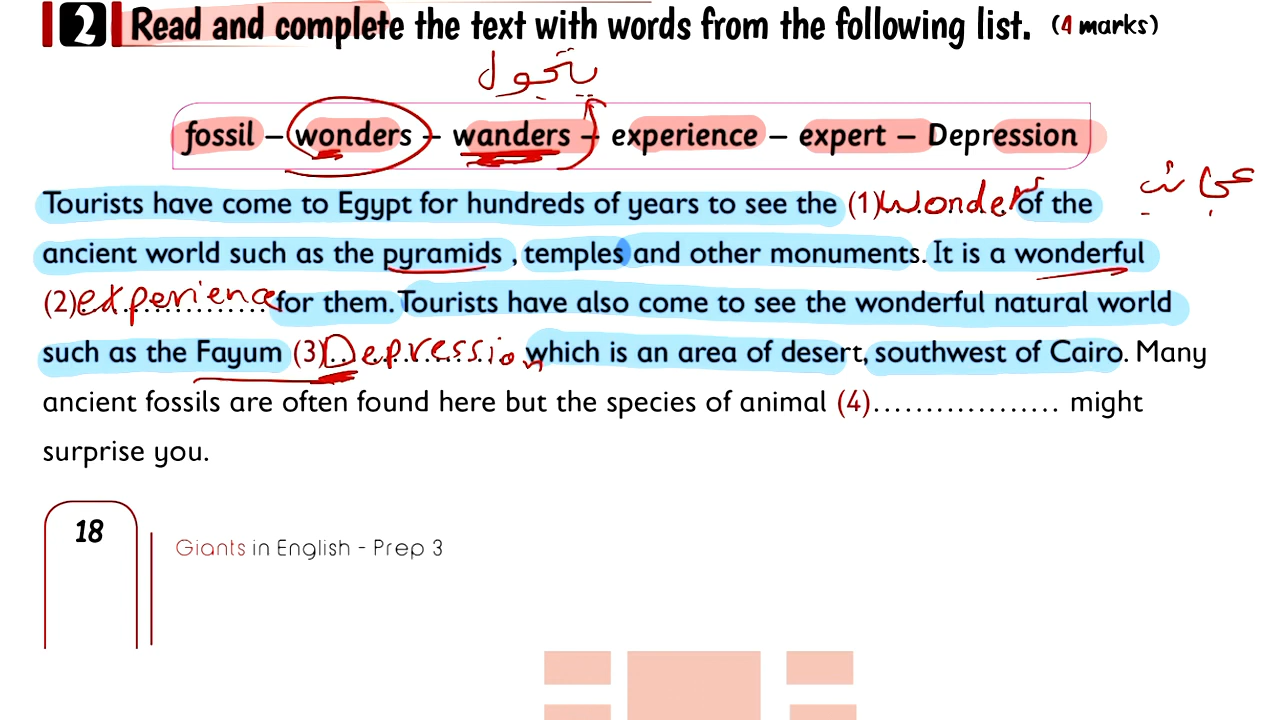 2 Read and complete the text with words from the following list. (4 marks)
يتجول
fossil – wonders – wanders – experience – expert – Depression
عجائب
Tourists have come to Egypt for hundreds of years to see the (1) wonders of the
ancient world such as the pyramids , temples and other monuments. It is a wonderful
(2) experience for them. Tourists have also come to see the wonderful natural world
such as the Fayum (3) Depression which is an area of desert, southwest of Cairo. Many
ancient fossils are often found here but the species of animal (4).................. might
surprise you.
18
Giants in English - Prep 3